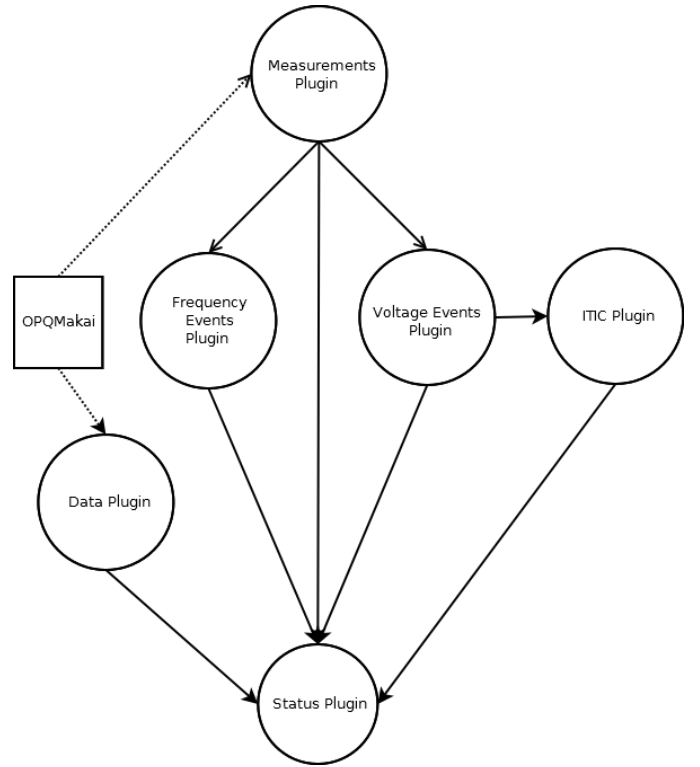 Measurements
Plugin
OPQMakai
Frequency
Events
Plugin
Voltage Events
Plugin
ITIC Plugin
Data Plugin
Status Plugin